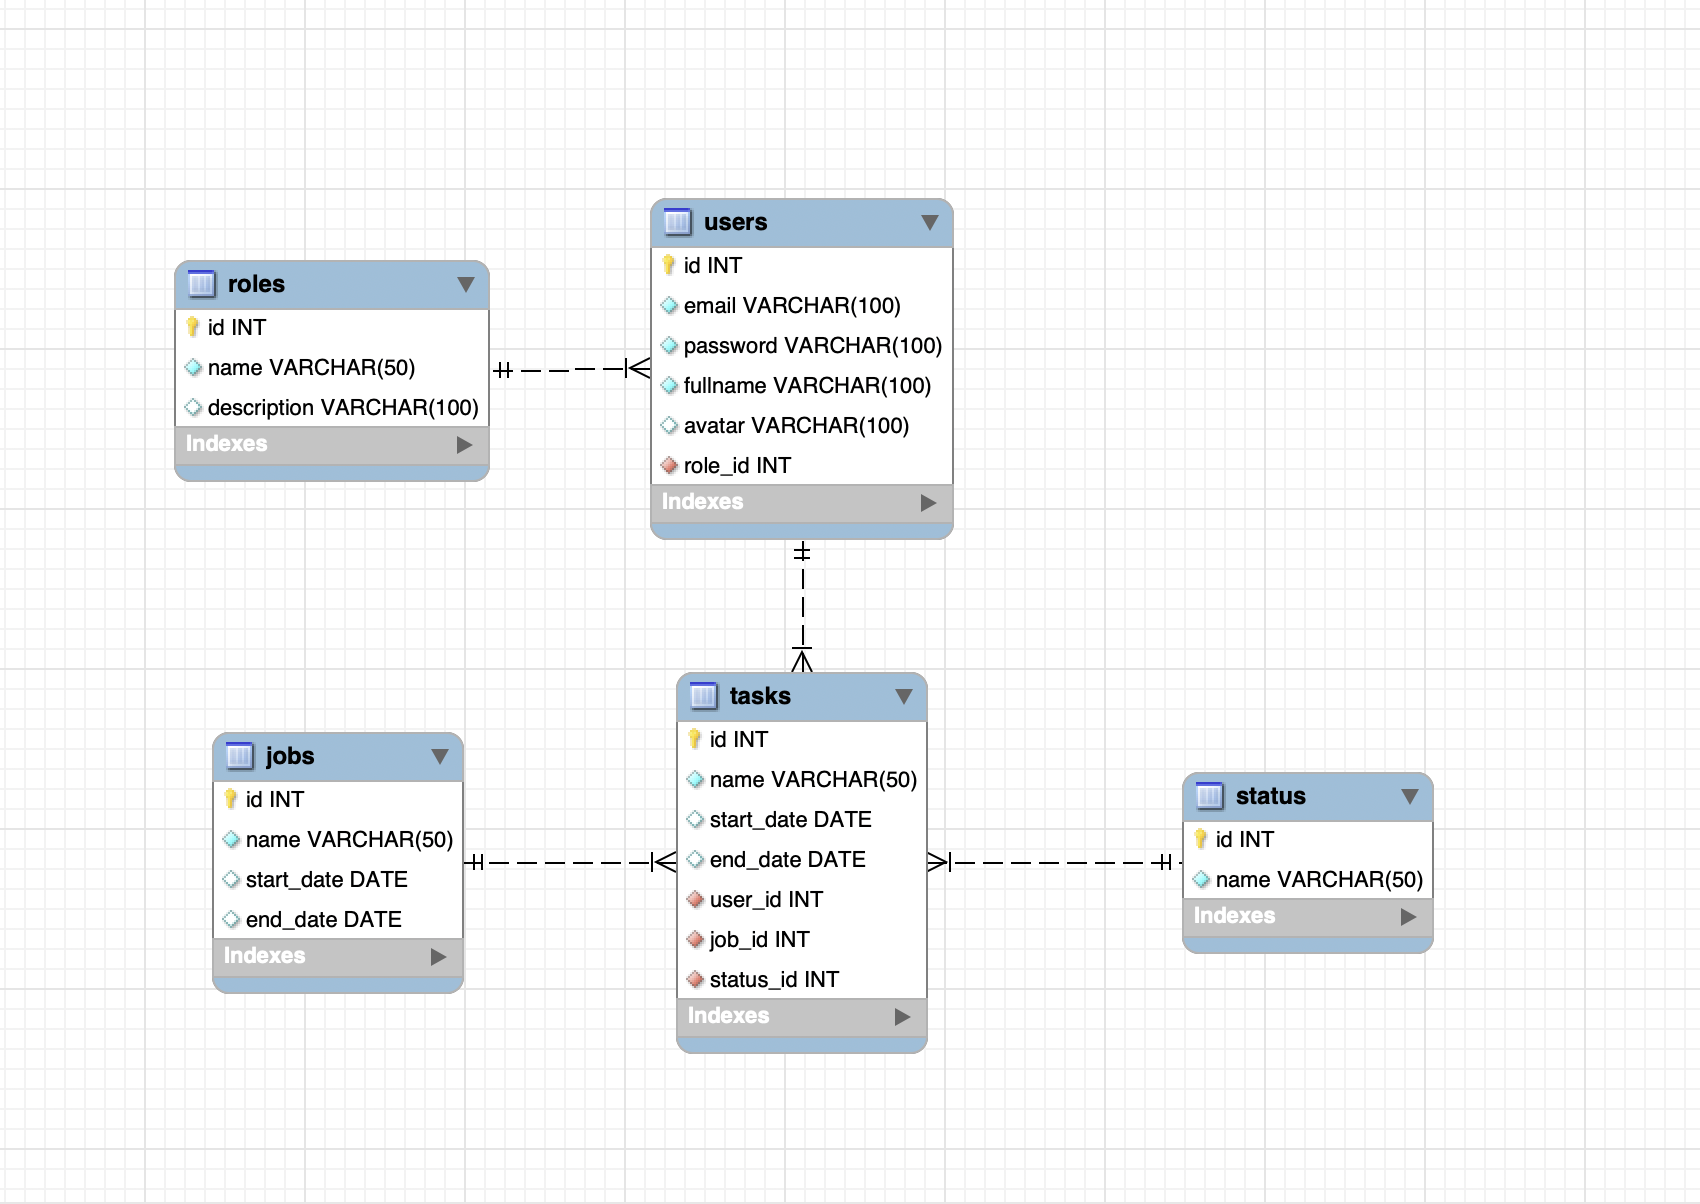 users
id INT
email VARCHAR(100)
password VARCHAR(100)
fullname VARCHAR(100)
avatar VARCHAR(100)
role_id INT
Indexes
roles
id INT
name VARCHAR(50)
description VARCHAR(100)
Indexes
tasks
id INT
name VARCHAR(50)
start_date DATE
end_date DATE
user_id INT
job_id INT
status_id INT
Indexes
jobs
id INT
name VARCHAR(50)
start_date DATE
end_date DATE
Indexes
status
id INT
name VARCHAR(50)
Indexes